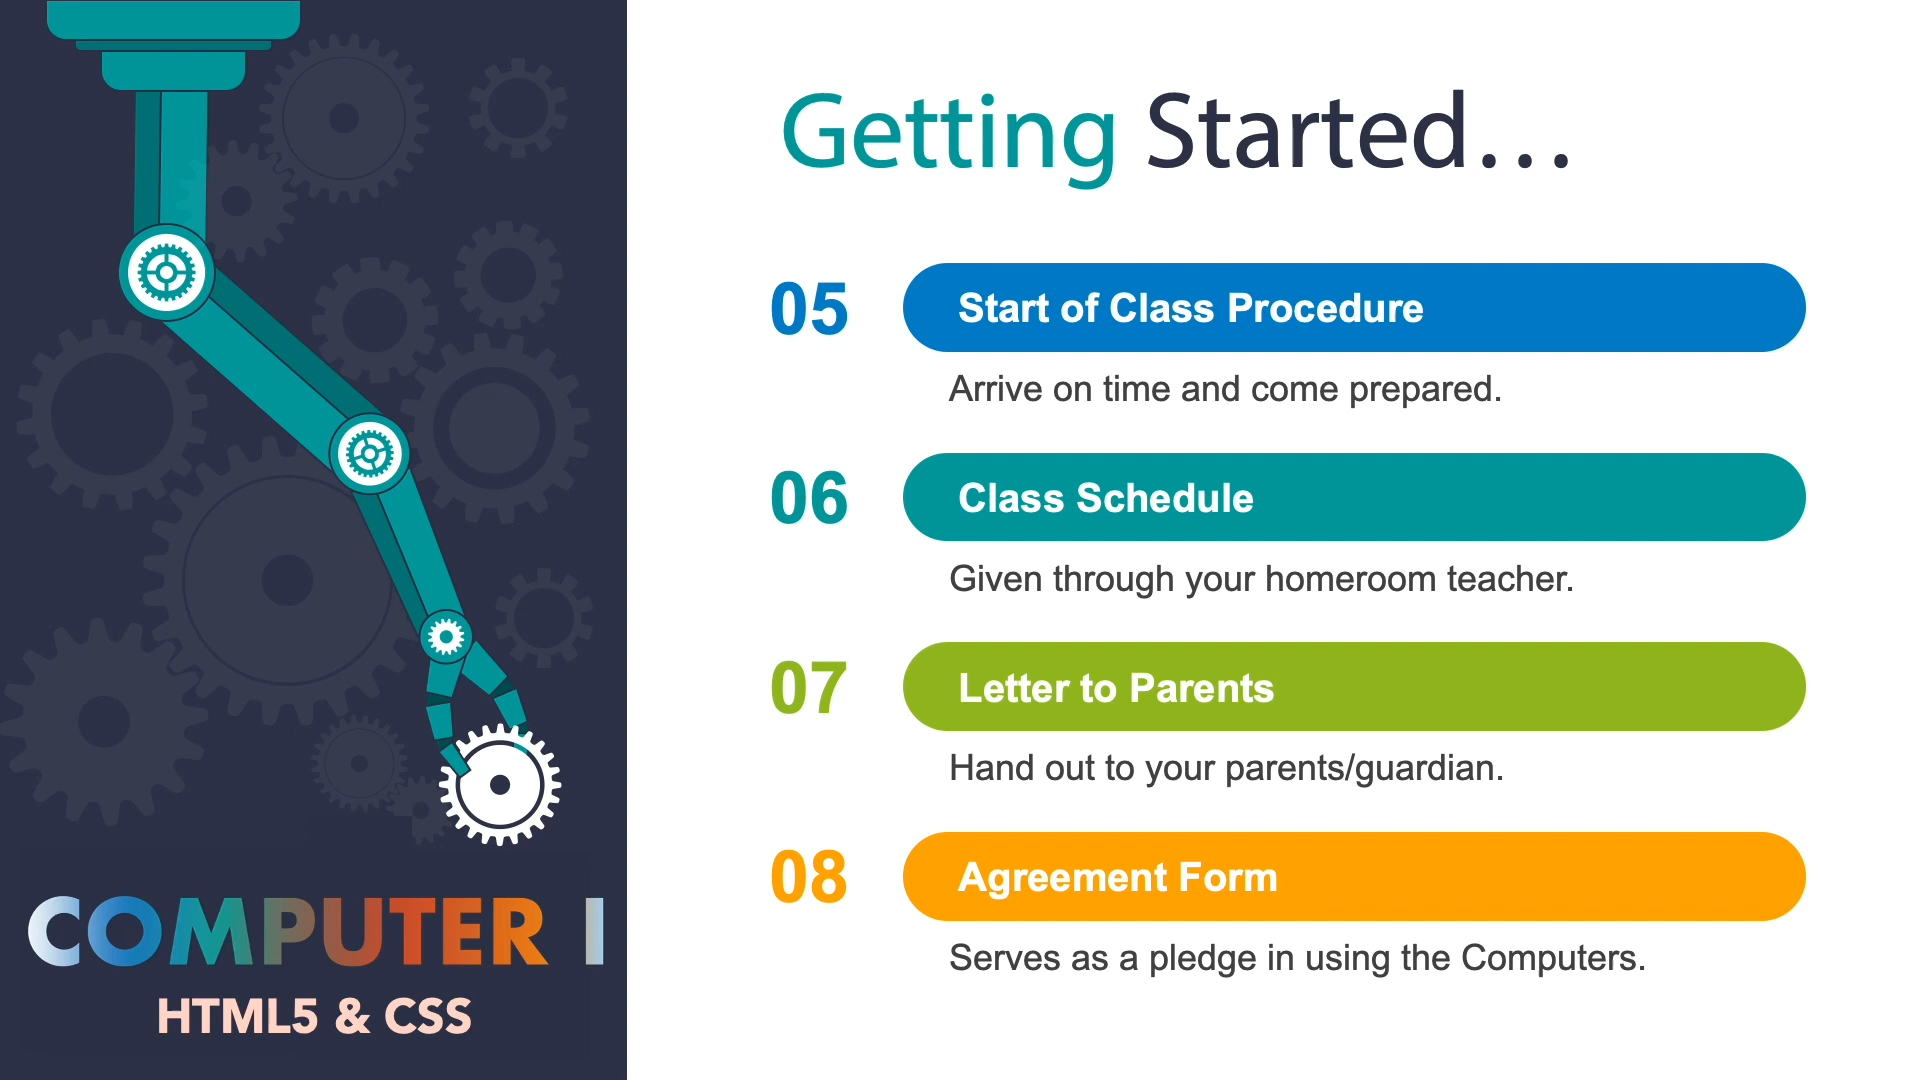 Getting Started...
05
Start of Class Procedure
Arrive on time and come prepared.
06
Class Schedule
Given through your homeroom teacher.
07
Letter to Parents
Hand out to your parents/guardian.
08
Agreement Form
Serves as a pledge in using the Computers.
COMPUTER I
HTML5 & CSS